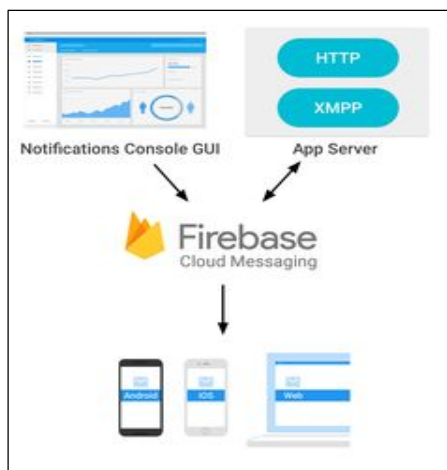 HTTP
XMPP
Notifications Console GUI
App Server
Firebase
Cloud Messaging
Android
iOS
Web